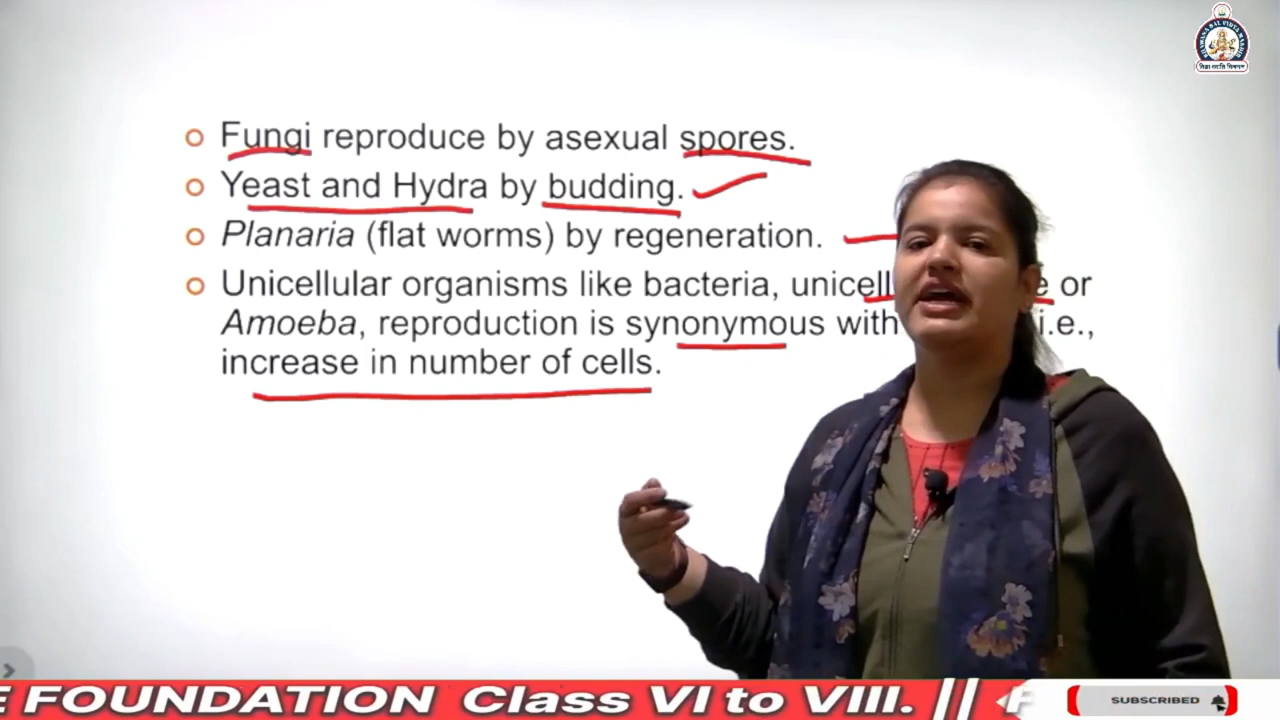 Fungi reproduce by asexual spores.
Yeast and Hydra by budding.
Planaria (flat worms) by regeneration.
Unicellular organisms like bacteria, unicell e or
Amoeba, reproduction is synonymous with i.e.,
increase in number of cells.
E FOUNDATION Class VI to VIII. ||
SUBSCRIBED